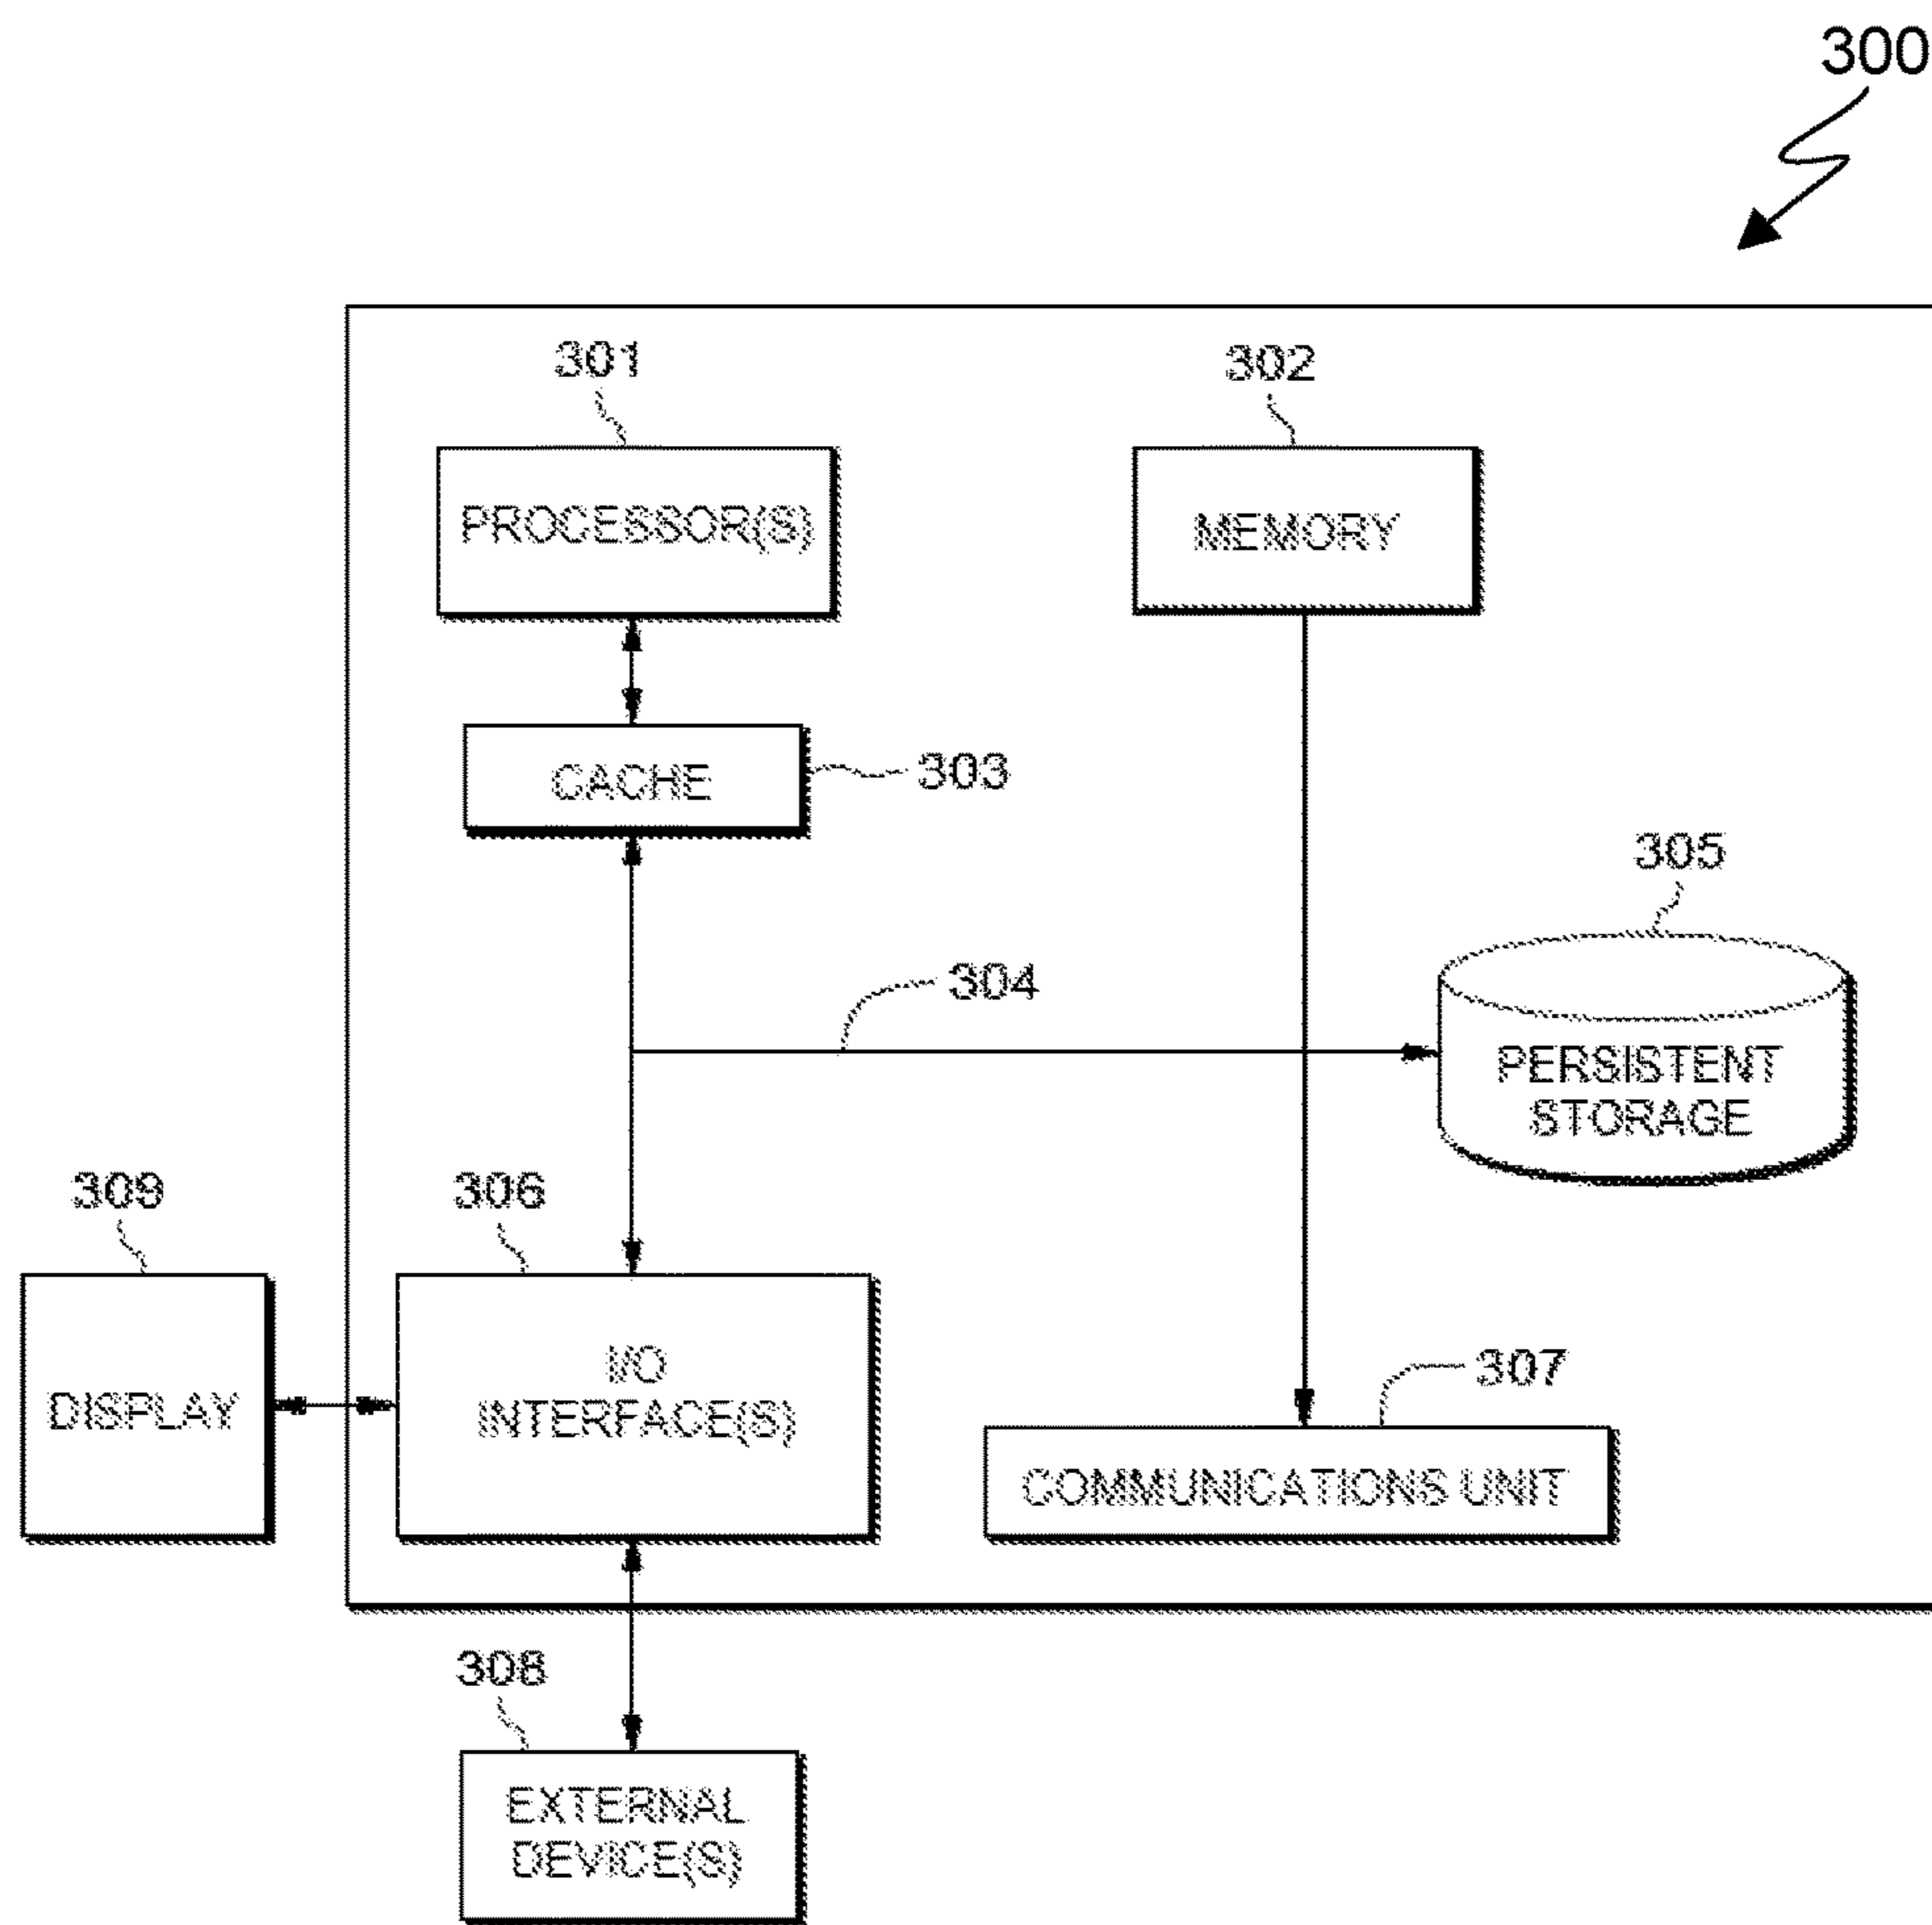 300
301
302
PROCESSOR(S)
MEMORY
CACHE
303
305
304
PERSISTENT
STORAGE
309
306
I/O
INTERFACE(S)
DISPLAY
307
COMMUNICATIONS UNIT
308
EXTERNAL
DEVICE(S)